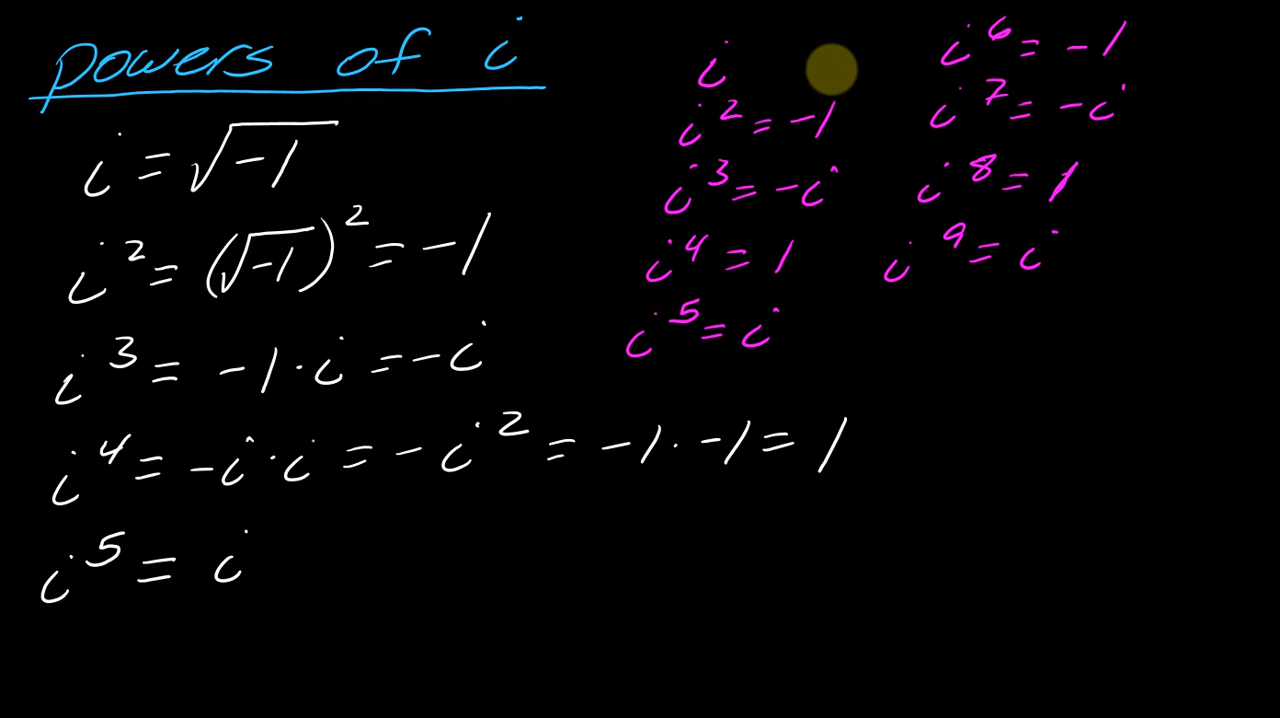 powers of i
i = √-1
i² = (√-1)² = -1
i³ = -1·i = -i
i⁴ = -i·i = -i² = -1·-1 = 1
i⁵ = i
i
i² = -1
i³ = -i
i⁴ = 1
i⁵ = i
i⁶ = -1
i⁷ = -i
i⁸ = 1
i⁹ = i